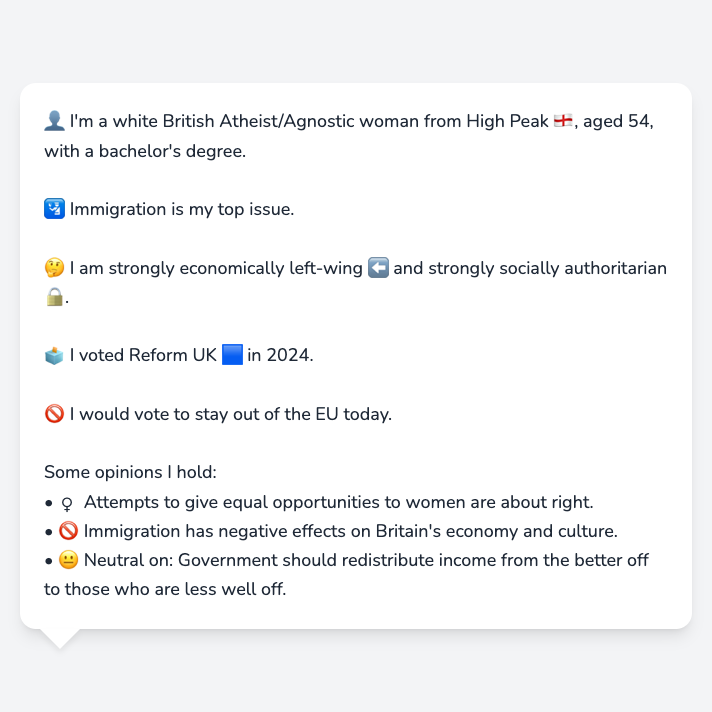 👤 I'm a white British Atheist/Agnostic woman from High Peak 🏴󠁧󠁢󠁥󠁮󠁧󠁿, aged 54,
with a bachelor's degree.
🛂 Immigration is my top issue.
🤔 I am strongly economically left-wing ⬅️ and strongly socially authoritarian
🔒.
🗳️ I voted Reform UK 🟦 in 2024.
🚫 I would vote to stay out of the EU today.
Some opinions I hold:
• ♀ Attempts to give equal opportunities to women are about right.
• 🚫 Immigration has negative effects on Britain's economy and culture.
• 😐 Neutral on: Government should redistribute income from the better off
to those who are less well off.